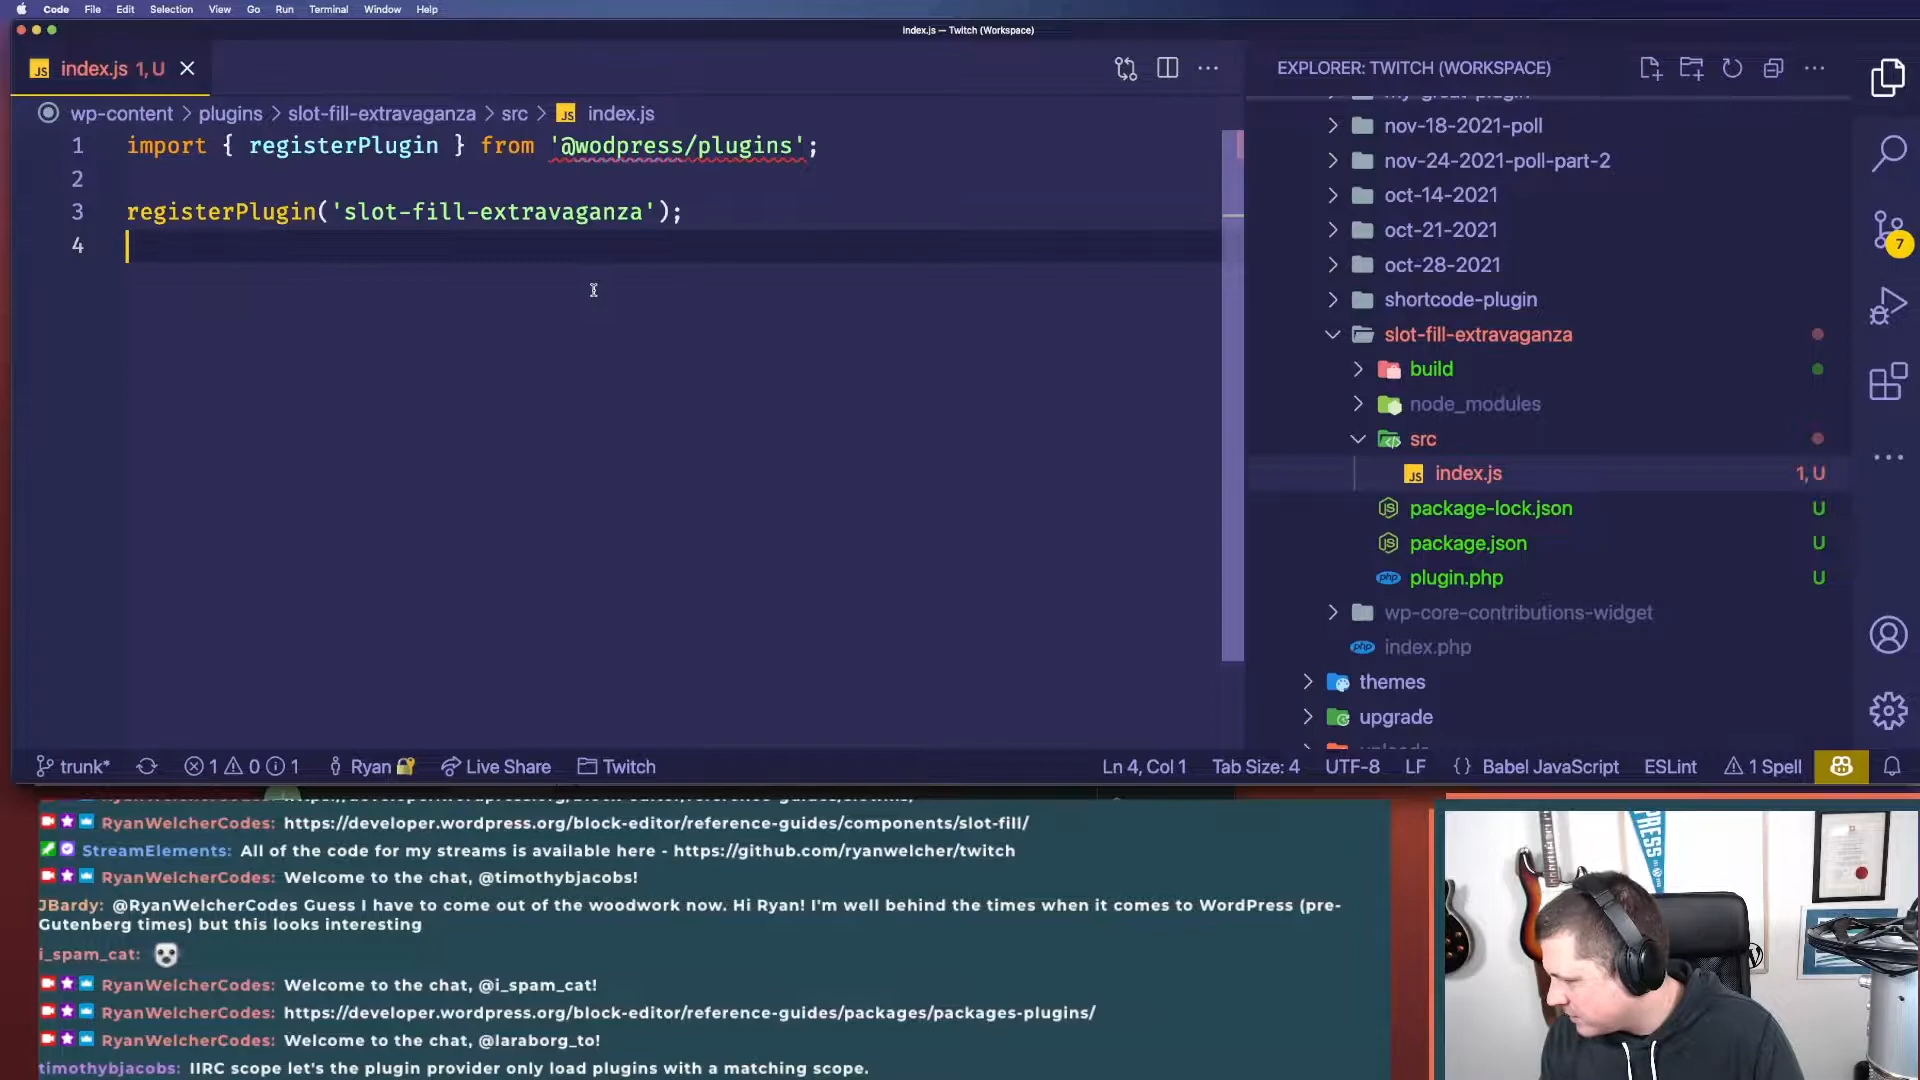 Code File Edit Selection View Go Run Terminal Window Help
index.js — Twitch (Workspace)
JS index.js 1, U
EXPLORER: TWITCH (WORKSPACE)
wp-content > plugins > slot-fill-extravaganza > src > JS index.js
1 import { registerPlugin } from '@wodpress/plugins';
2
3 registerPlugin('slot-fill-extravaganza');
4
my-great-plugin
nov-18-2021-poll
nov-24-2021-poll-part-2
oct-14-2021
oct-21-2021
oct-28-2021
shortcode-plugin
slot-fill-extravaganza
build
node_modules
src
JS index.js 1, U
package-lock.json U
package.json U
php plugin.php U
wp-core-contributions-widget
php index.php
themes
upgrade
7
trunk* 1 0 1 Ryan Live Share Twitch Ln 4, Col 1 Tab Size: 4 UTF-8 LF {} Babel JavaScript ESLint 1 Spell
RyanWelcherCodes: https://developer.wordpress.org/block-editor/reference-guides/components/slot-fill/
StreamElements: All of the code for my streams is available here - https://github.com/ryanwelcher/twitch
RyanWelcherCodes: Welcome to the chat, @timothybjacobs!
JBardy: @RyanWelcherCodes Guess I have to come out of the woodwork now. Hi Ryan! I'm well behind the times when it comes to WordPress (pre-
Gutenberg times) but this looks interesting
i_spam_cat:
RyanWelcherCodes: Welcome to the chat, @i_spam_cat!
RyanWelcherCodes: https://developer.wordpress.org/block-editor/reference-guides/packages/packages-plugins/
RyanWelcherCodes: Welcome to the chat, @laraborg_to!
timothybjacobs: IIRC scope let's the plugin provider only load plugins with a matching scope.